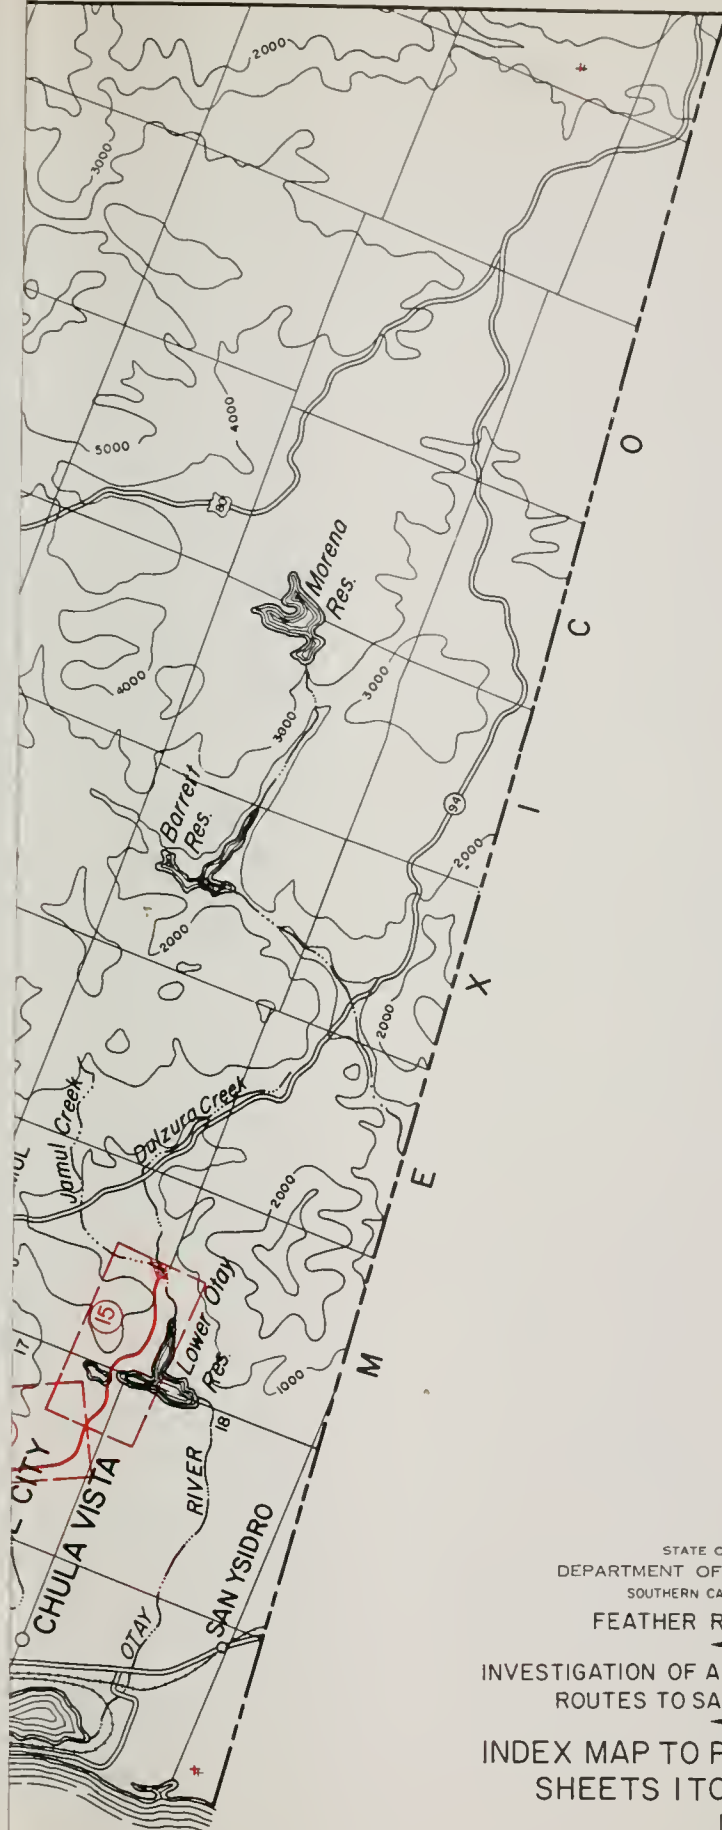 2000
3000
4000
5000
80
Morena
Res.
4000
3000
3000
Barrett
Res.
94
2000
2000
2000
Jamul Creek
Dulzura Creek
2000
15
17
Lower Otay
Res.
1000
18
CITY
CHULA VISTA
OTAY RIVER
SAN YSIDRO
M E X I C O
STATE O
DEPARTMENT OF
SOUTHERN CA
FEATHER R
INVESTIGATION OF A
ROUTES TO SA
INDEX MAP TO P
SHEETS 1 TO